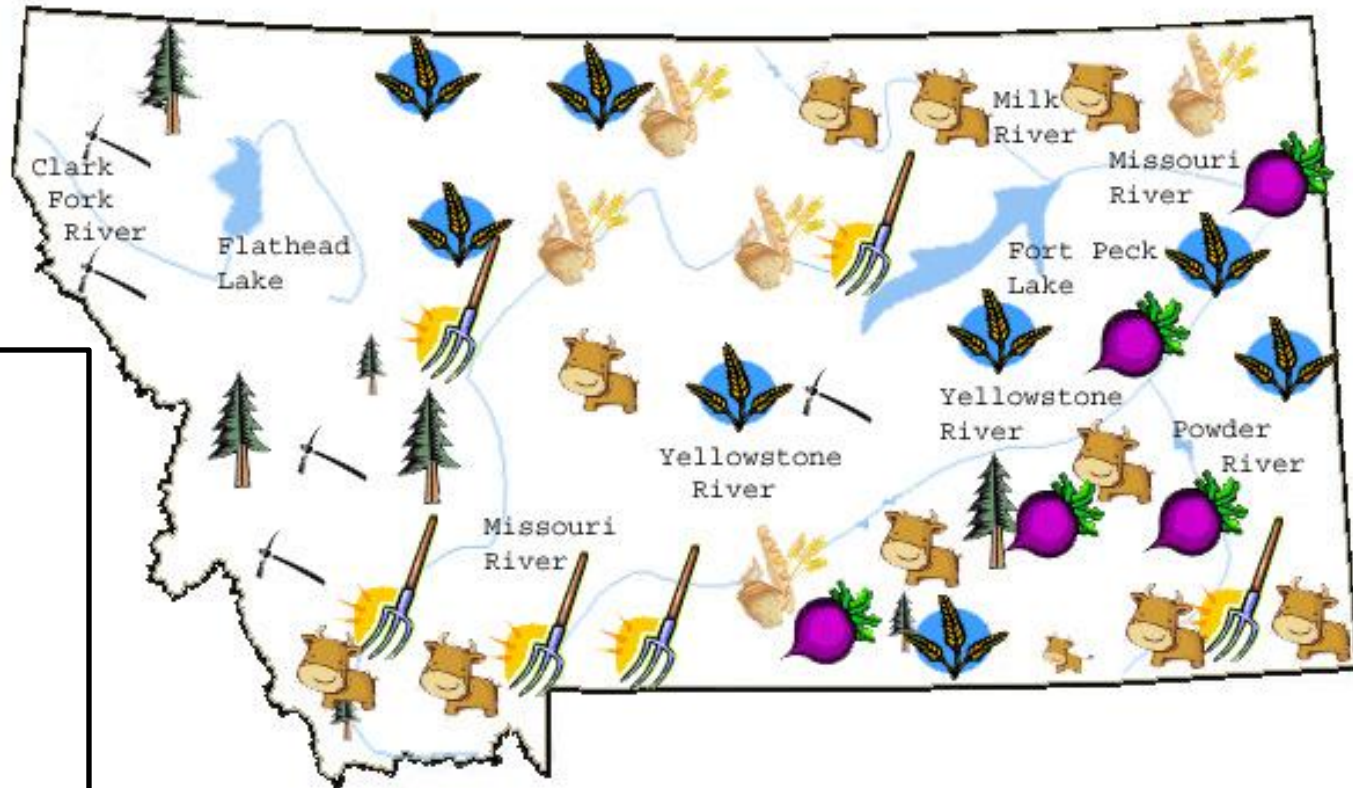 Milk
River
Missouri
River
Clark
Fork
River
Flathead
Lake
Fort Peck
Lake
Yellowstone
River
Powder
River
Yellowstone
River
Missouri
River